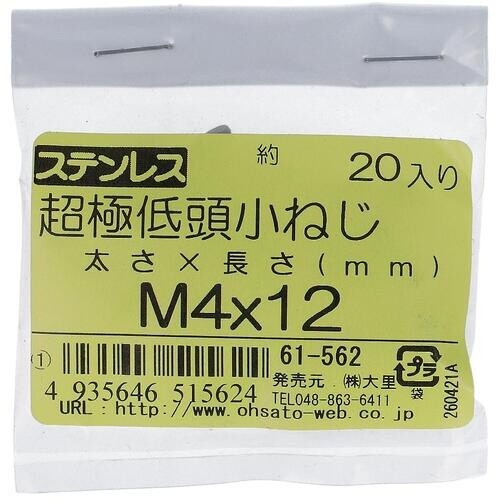 ステンレス 約 20入り
超極低頭小ねじ
太さ×長さ(mm)
M4x12
① 61-562
4 935646 515624
発売元.㈱大里
TEL048-863-6411
プラ
袋
260421A
URL:http://www.ohsato-web.co.jp